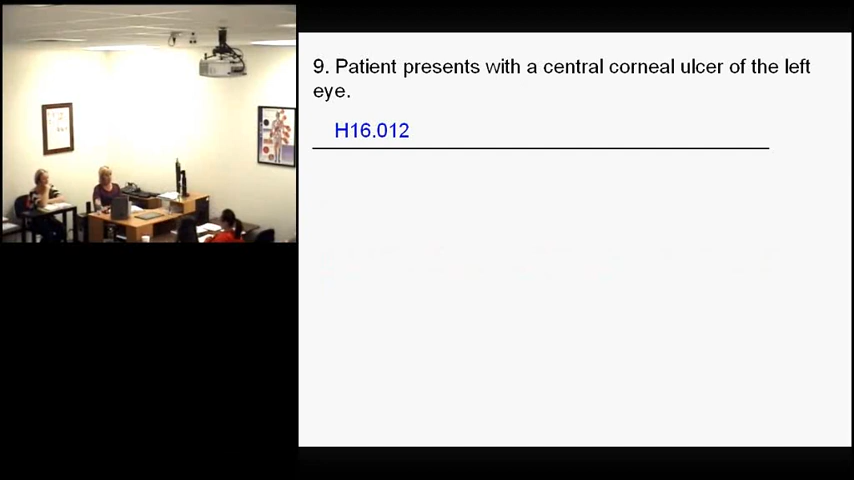 9. Patient presents with a central corneal ulcer of the left
eye.
H16.012